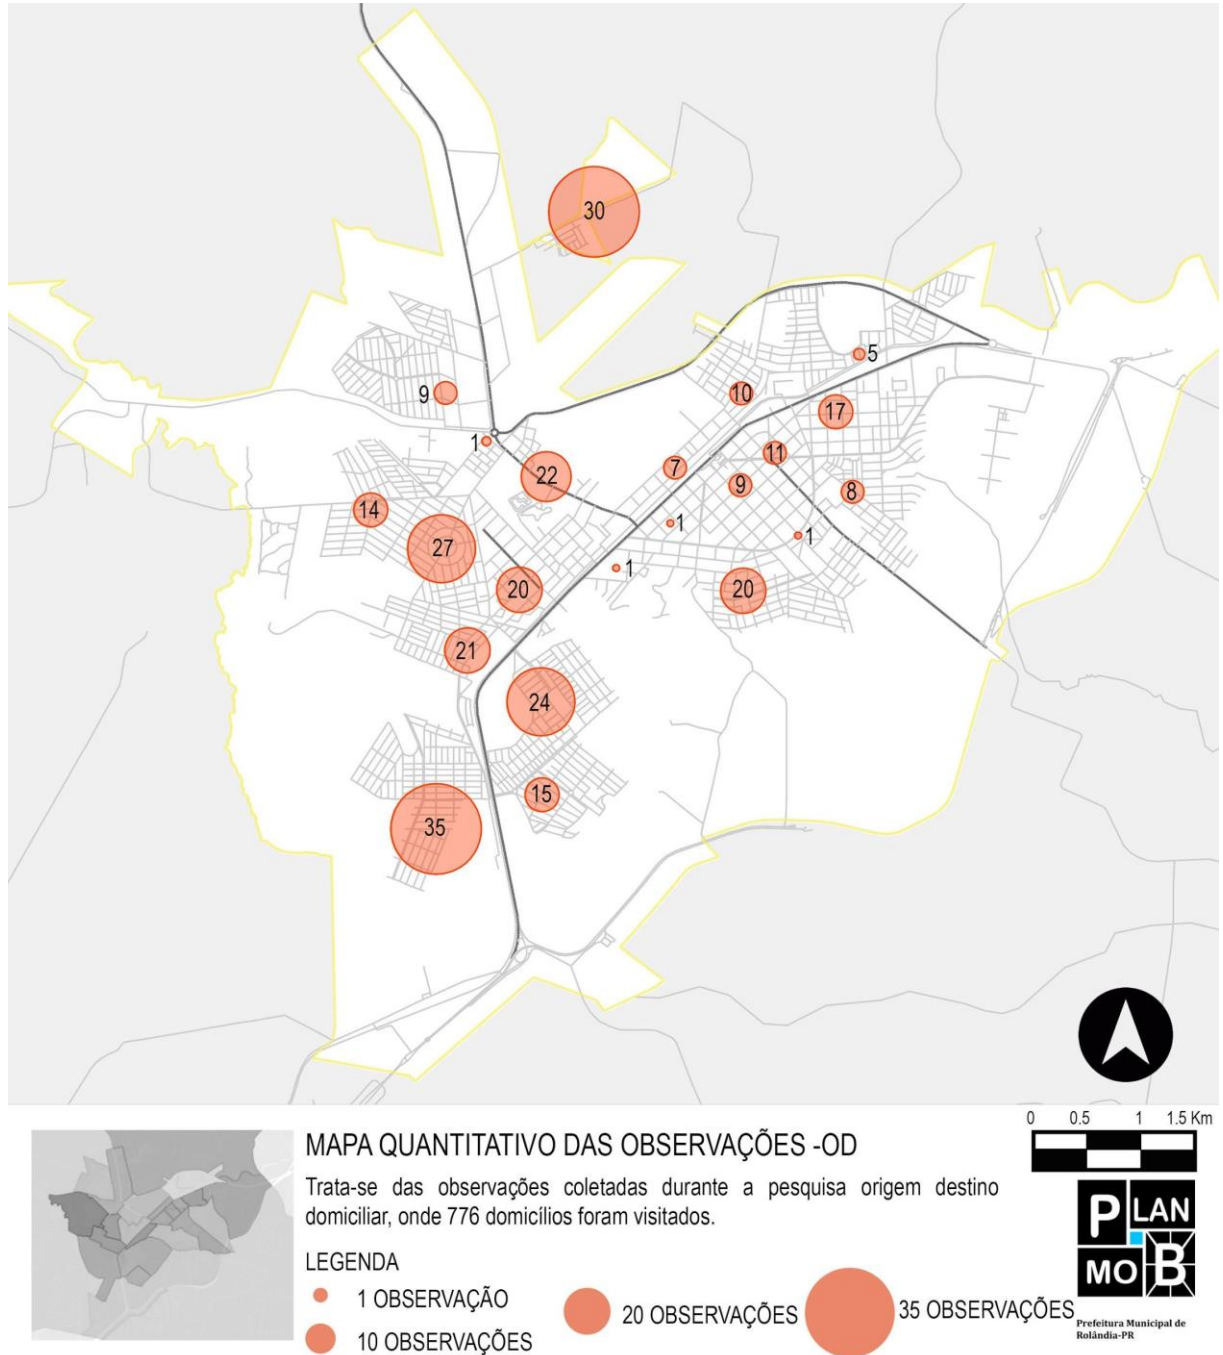 30
5
9
10
17
1
11
22
7
9
8
14
1
27
1
1
20
20
21
24
15
35
0 0.5 1 1.5 Km
MAPA QUANTITATIVO DAS OBSERVAÇÕES -OD
Trata-se das observações coletadas durante a pesquisa origem destino
domiciliar, onde 776 domicílios foram visitados.
LEGENDA
1 OBSERVAÇÃO
10 OBSERVAÇÕES
20 OBSERVAÇÕES
35 OBSERVAÇÕES
P LAN
MO B
Prefeitura Municipal de
Rolândia-PR